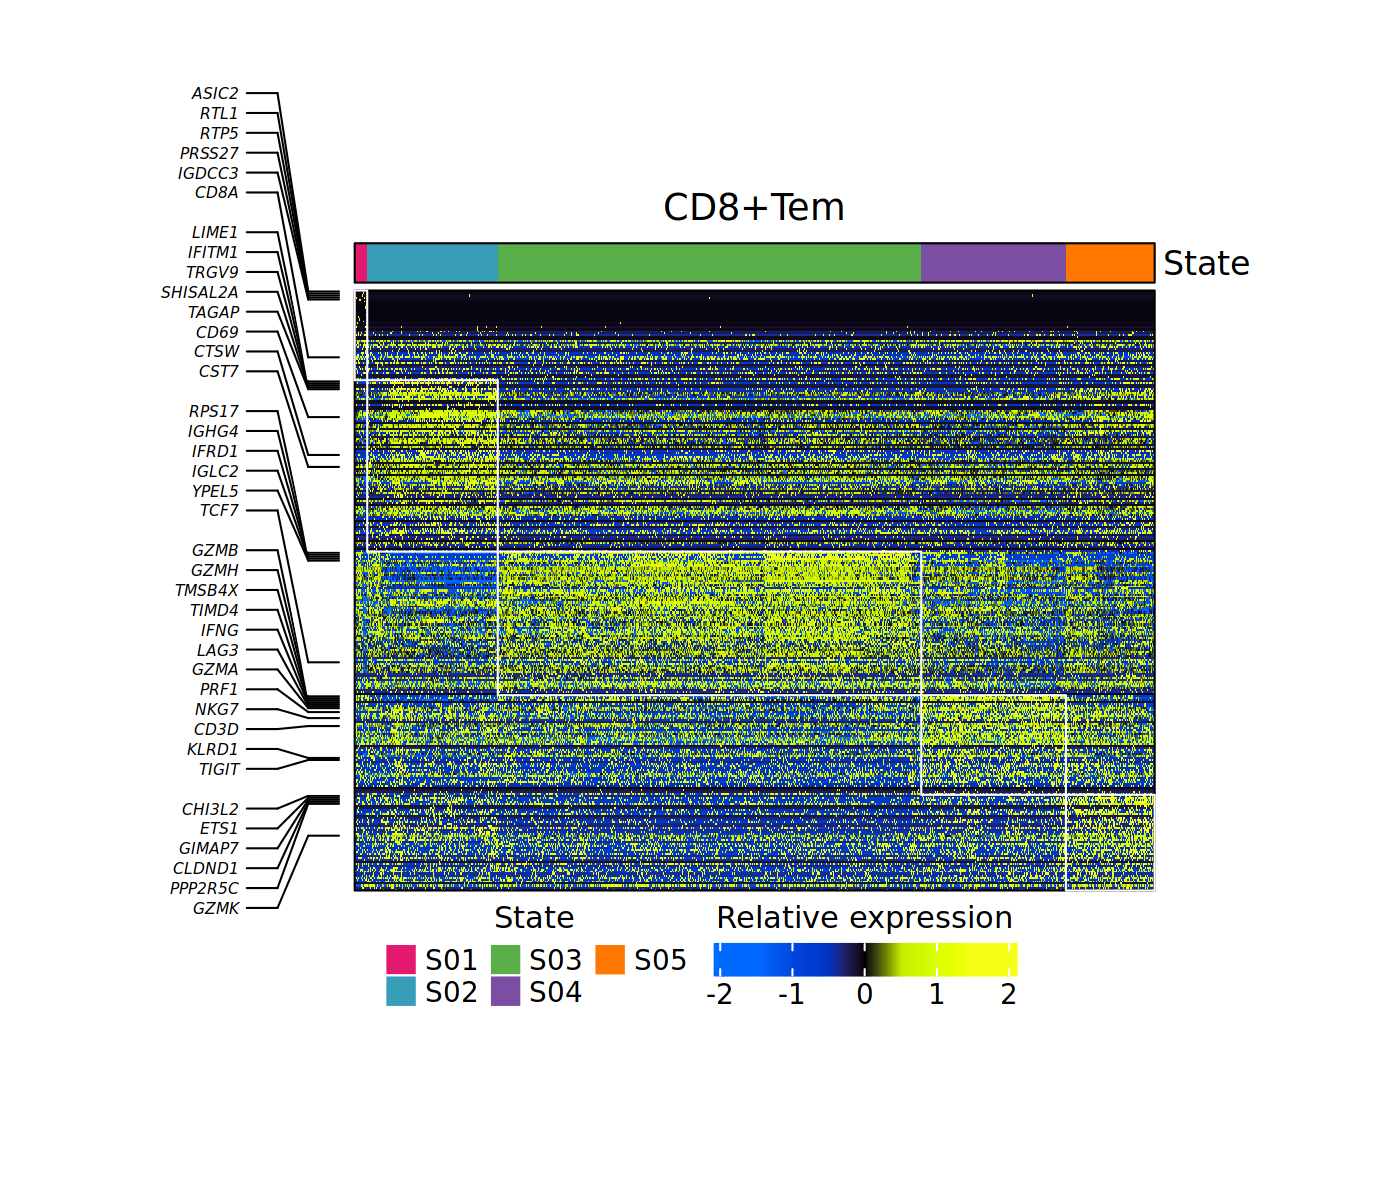 ASIC2
RTL1
RTP5
PRSS27
IGDCC3
CD8A
LIME1
IFITM1
TRGV9
SHISAL2A
TAGAP
CD69
CTSW
CST7
RPS17
IGHG4
IFRD1
IGLC2
YPEL5
TCF7
GZMB
GZMH
TMSB4X
TIMD4
IFNG
LAG3
GZMA
PRF1
NKG7
CD3D
KLRD1
TIGIT
CHI3L2
ETS1
GIMAP7
CLDND1
PPP2R5C
GZMK
CD8+Tem
State
State
S01 S03 S05
S02 S04
Relative expression
-2 -1 0 1 2